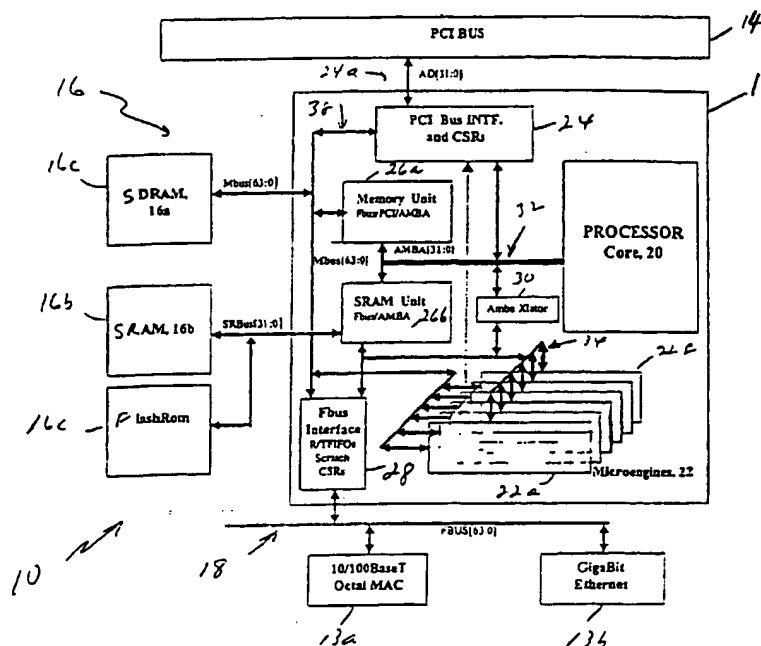 PCI BUS
14
24a
AD[31:0]
16
38
1
PCI Bus INTF.
and CSRs
24
16c
SDRAM,
16a
Mbus[63:0]
26a
Memory Unit
Fbus/PCI/AMBA
32
PROCESSOR
Core, 20
Mbus[63:0]
AMBA[31:0]
30
16b
SRAM, 16b
SRBus[31:0]
SRAM Unit
Fbus/AMBA
26b
Amba Xlator
34
16c
FlashRom
Fbus
Interface
R/TFIFOs
Scratch
CSRs
28
Microengines, 22
22a
10
18
FBUS[63:0]
10/100BaseT
Octal MAC
GigaBit
Ethernet
13a
13b